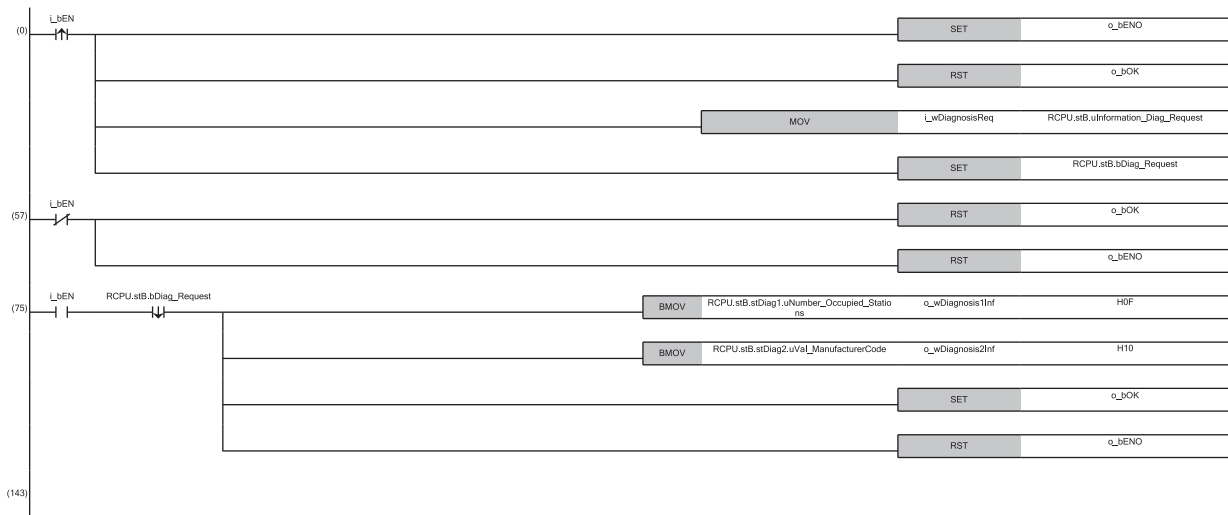 i_bEN
(0)
SET o_bENO
RST o_bOK
MOV i_wDiagnosisReq RCPU.stB.uInformation_Diag_Request
SET RCPU.stB.bDiag_Request
i_bEN
(57)
RST o_bOK
RST o_bENO
i_bEN RCPU.stB.bDiag_Request
(75)
BMOV RCPU.stB.stDiag1.uNumber_Occupied_Statio
ns o_wDiagnosis1Inf H0F
BMOV RCPU.stB.stDiag2.uVal_ManufacturerCode o_wDiagnosis2Inf H10
SET o_bOK
RST o_bENO
(143)